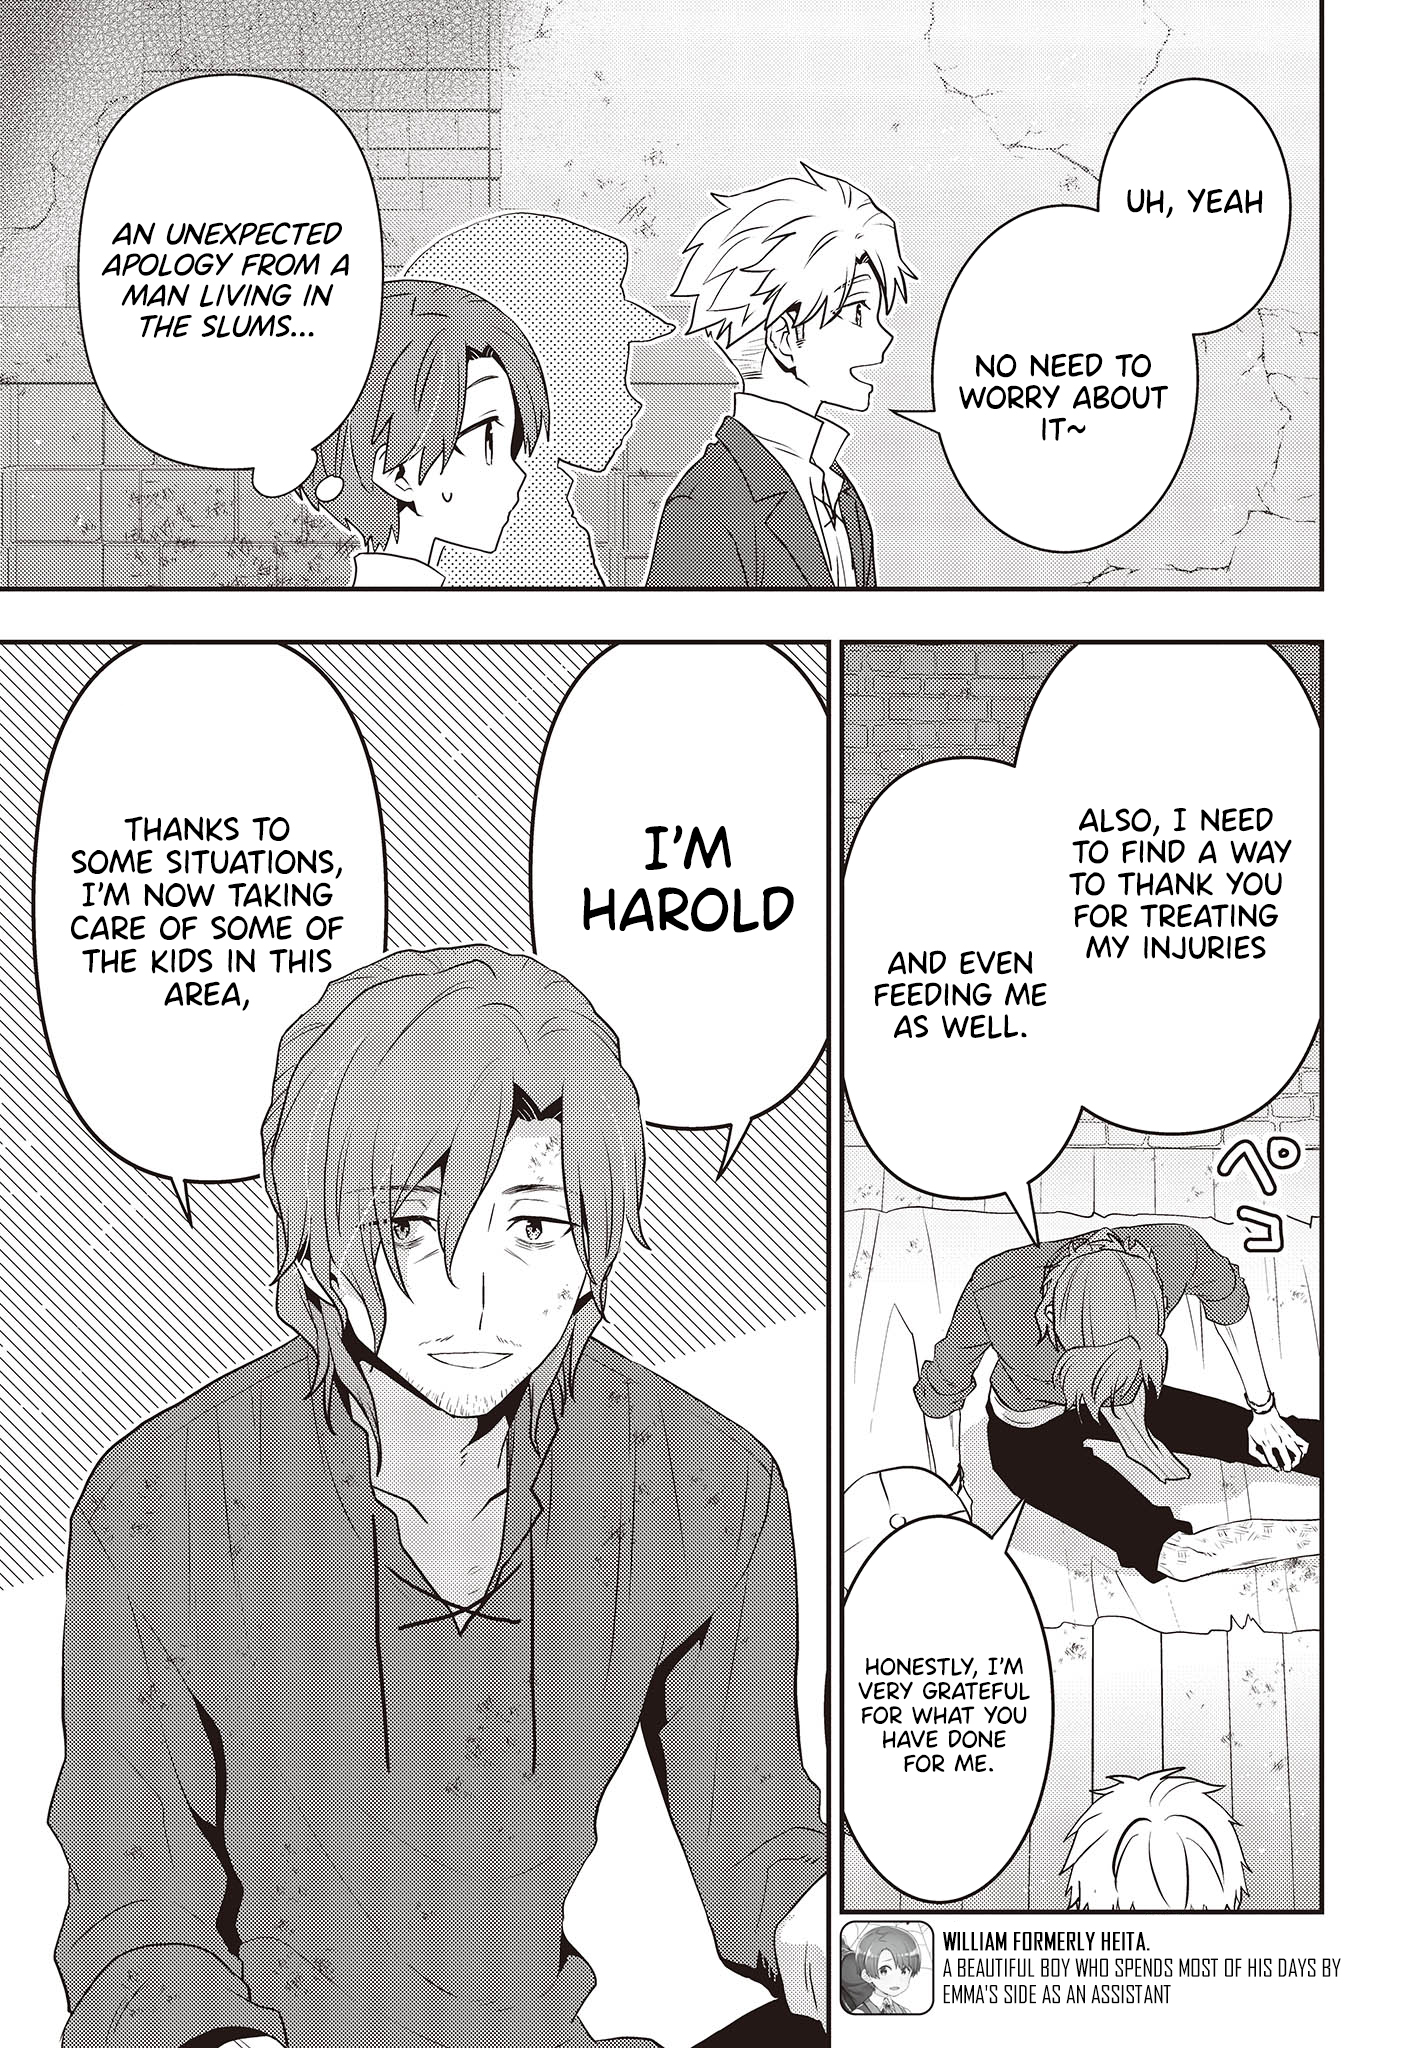 UH, YEAH
NO NEED TO
WORRY ABOUT
IT~
AN UNEXPECTED
APOLOGY FROM A
MAN LIVING IN
THE SLUMS...
ALSO, I NEED
TO FIND A WAY
TO THANK YOU
FOR TREATING
MY INJURIES
AND EVEN
FEEDING ME
AS WELL.
ペコ
HONESTLY, I'M
VERY GRATEFUL
FOR WHAT YOU
HAVE DONE
FOR ME.
I'M
HAROLD
THANKS TO
SOME SITUATIONS,
I'M NOW TAKING
CARE OF SOME OF
THE KIDS IN THIS
AREA,
WILLIAM FORMERLY HEITA.
A BEAUTIFUL BOY WHO SPENDS MOST OF HIS DAYS BY
EMMA'S SIDE AS AN ASSISTANT